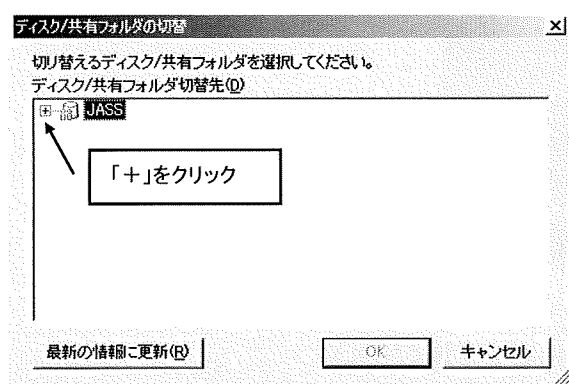 ディスク/共有フォルダの切替
切り替えるディスク/共有フォルダを選択してください。
ディスク/共有フォルダ切替先(D)
JASS
「＋」をクリック
最新の情報に更新(R)
OK
キャンセル